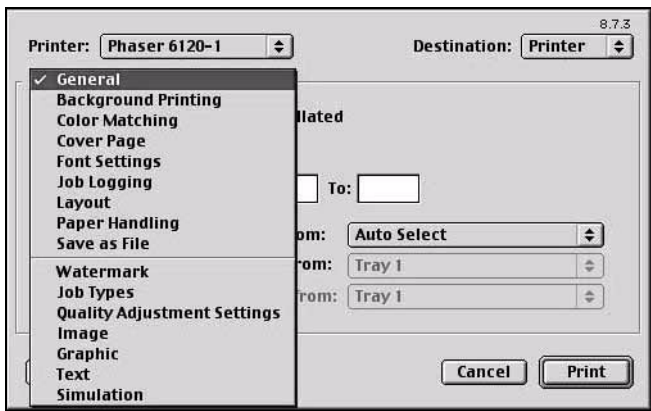 8.7.3
Printer: Phaser 6120-1 Destination: Printer
✓ General
Background Printing
Color Matching
Cover Page
Font Settings
Job Logging
Layout
Paper Handling
Save as File
Watermark
Job Types
Quality Adjustment Settings
Image
Graphic
Text
Simulation
llated
To:
om: Auto Select
rom: Tray 1
from: Tray 1
Cancel Print